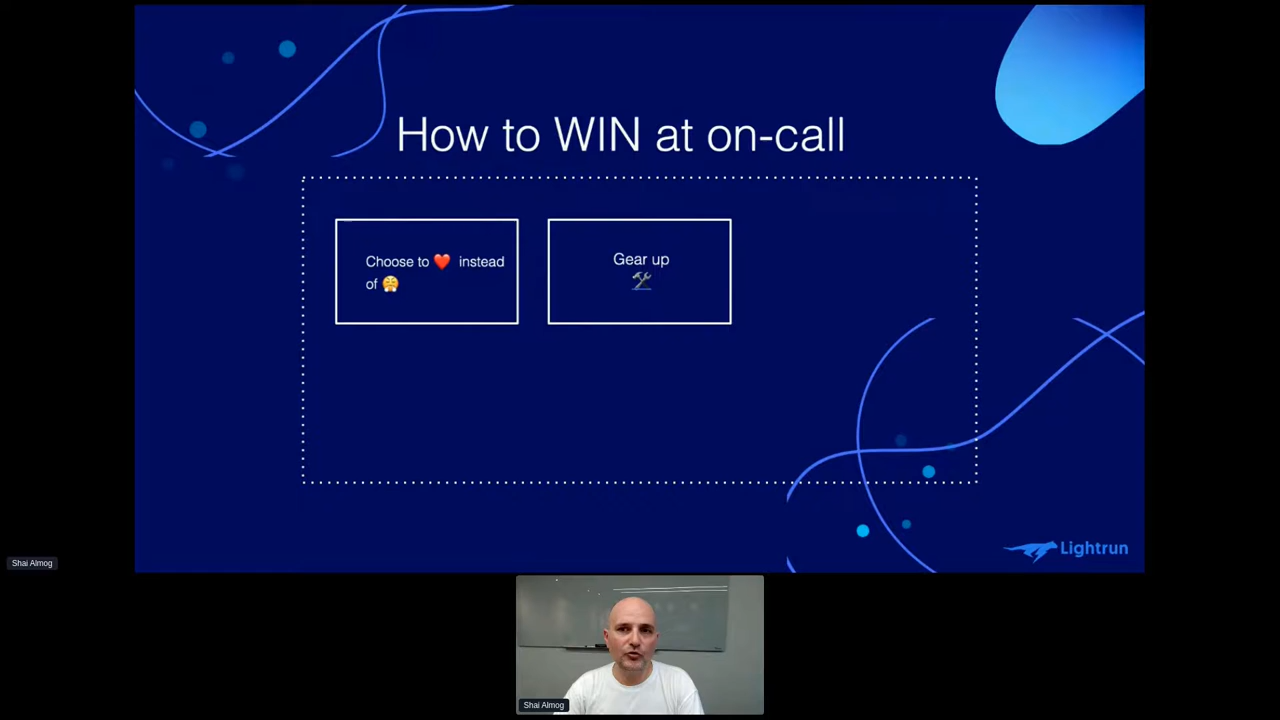 How to WIN at on-call
Choose to ❤️ instead
of 😤
Gear up
🛠️
Lightrun
Shai Almog
Shai Almog